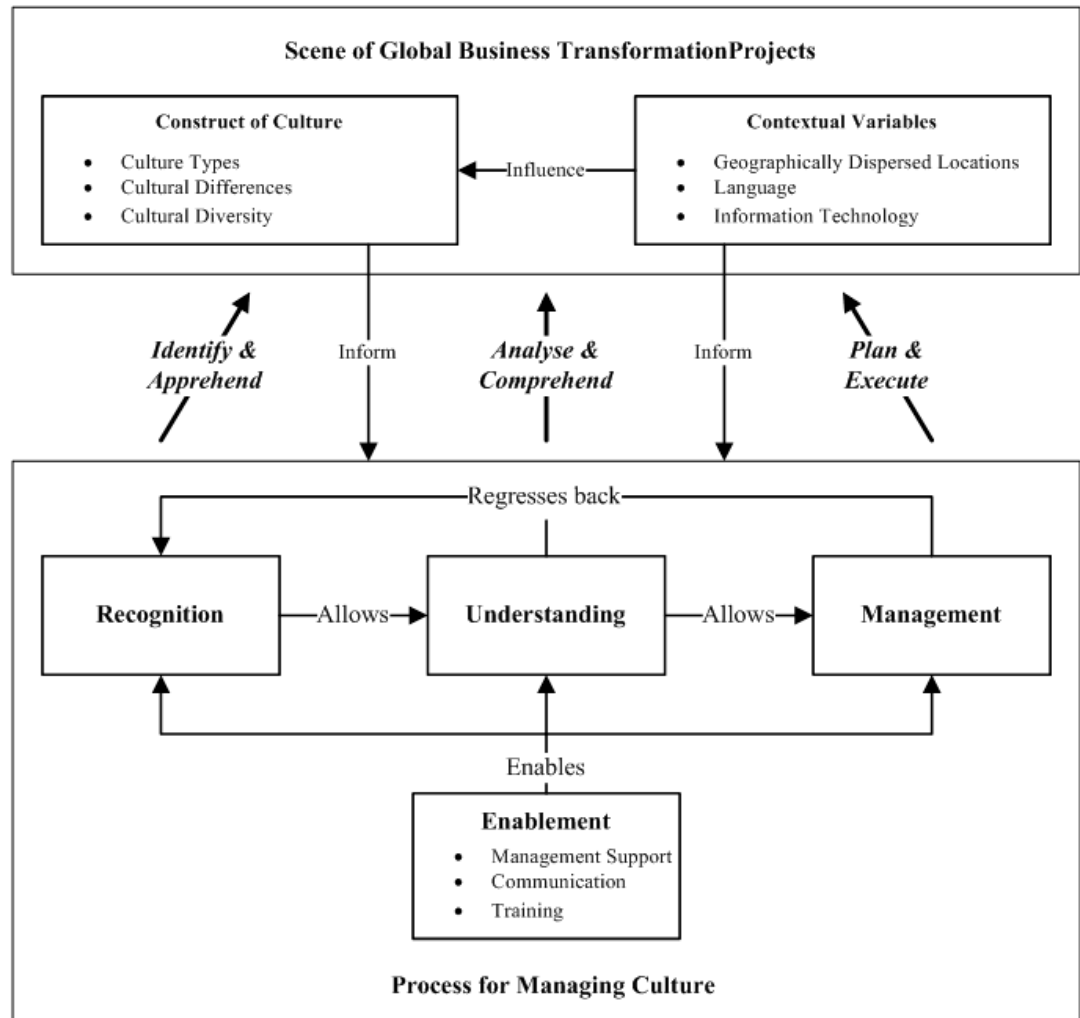 Scene of Global Business TransformationProjects
Construct of Culture
• Culture Types
• Cultural Differences
• Cultural Diversity
Influence
Contextual Variables
• Geographically Dispersed Locations
• Language
• Information Technology
Identify &
Apprehend
Inform
Analyse &
Comprehend
Inform
Plan &
Execute
Regresses back
Recognition
Allows
Understanding
Allows
Management
Enables
Enablement
• Management Support
• Communication
• Training
Process for Managing Culture